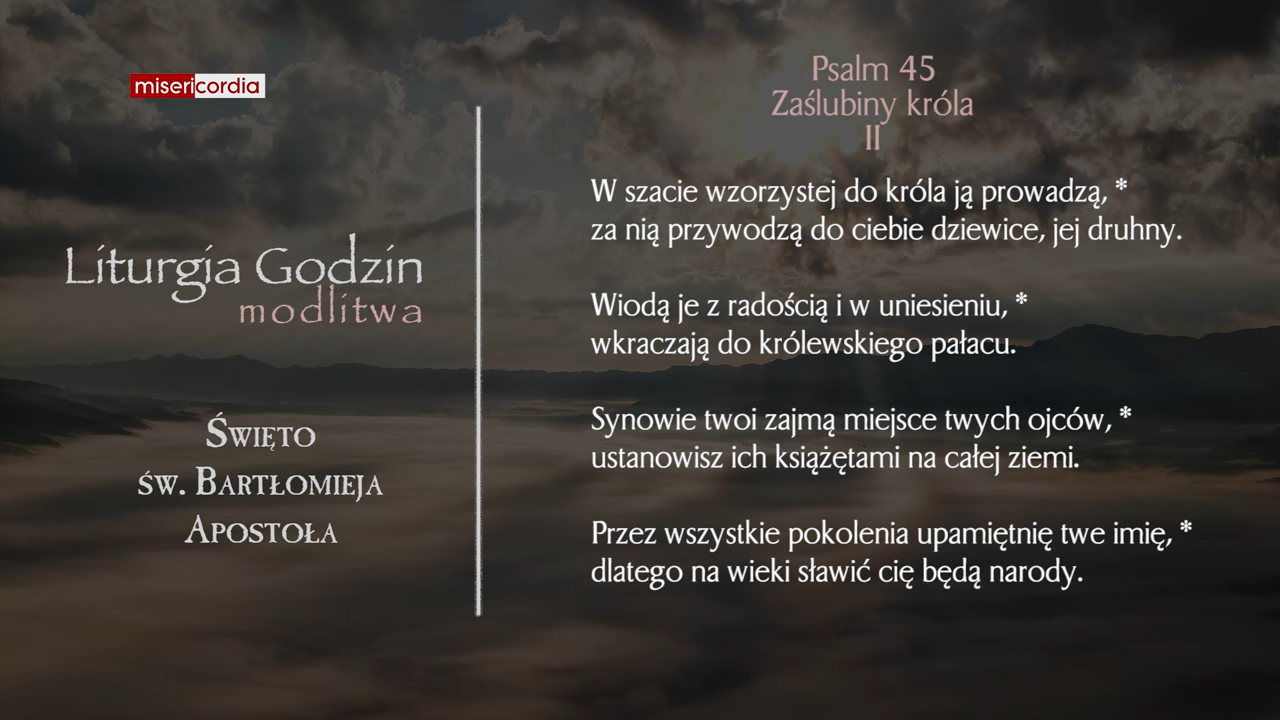 misericordia
Liturgia Godzin
modlitwa
Święto
św. Bartłomieja
Apostoła
Psalm 45
Zaślubiny króla
II
W szacie wzorzystej do króla ją prowadzą, *
za nią przywodzą do ciebie dziewice, jej druhny.
Wiodą je z radością i w uniesieniu, *
wkraczają do królewskiego pałacu.
Synowie twoi zajmą miejsce twych ojców, *
ustanowisz ich książętami na całej ziemi.
Przez wszystkie pokolenia upamiętnię twe imię, *
dlatego na wieki sławić cię będą narody.